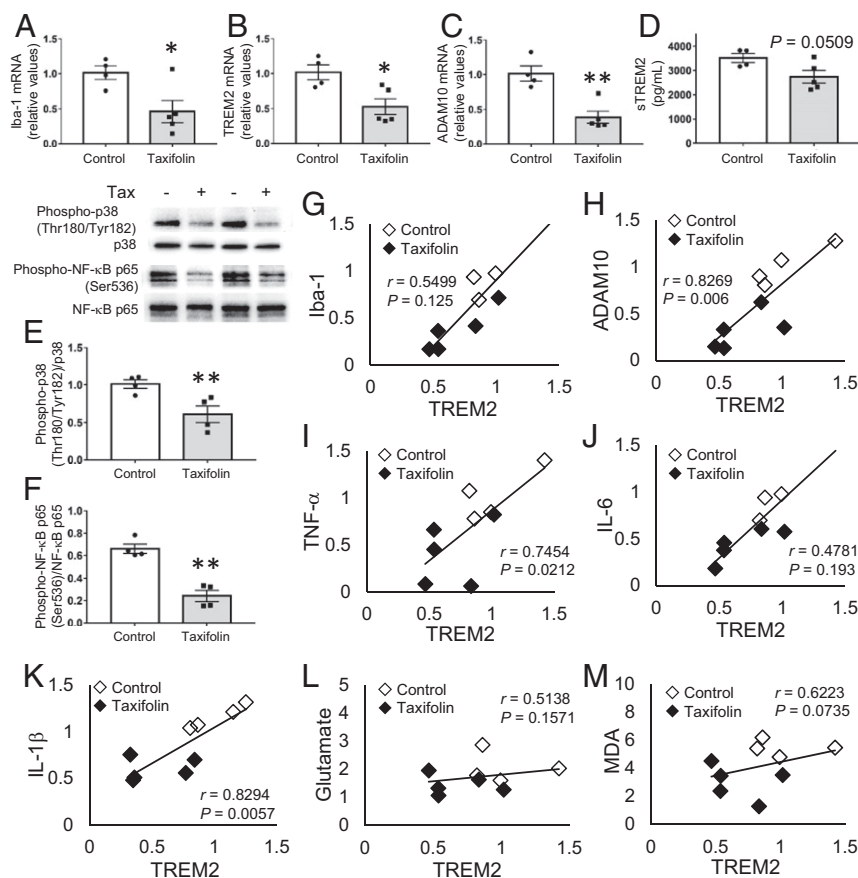 A
Iba-1 mRNA
(relative values)
1.5
1.0
0.5
0.0
*
Control
Taxifolin
B
TREM2 mRNA
(relative values)
1.5
1.0
0.5
0.0
*
Control
Taxifolin
C
ADAM10 mRNA
(relative values)
1.5
1.0
0.5
0.0
**
Control
Taxifolin
D
sTREM2
(pg/mL)
4000
3000
2000
1000
0
P = 0.0509
Control
Taxifolin
Tax - + - +
Phospho-p38
(Thr180/Tyr182)
p38
Phospho-NF-κB p65
(Ser536)
NF-κB p65
E
Phospho-p38
(Thr180/Tyr182)/p38
1.5
1.0
0.5
0.0
**
Control
Taxifolin
F
Phospho-NF-κB p65
(Ser536)/NF-κB p65
1.0
0.8
0.6
0.4
0.2
0.0
**
Control
Taxifolin
G
Iba-1
1.5
1
0.5
0
Control
Taxifolin
r = 0.5499
P = 0.125
0 0.5 1 1.5
TREM2
H
ADAM10
1.5
1
0.5
0
Control
Taxifolin
r = 0.8269
P = 0.006
0 0.5 1 1.5
TREM2
I
TNF-α
1.5
1
0.5
0
Control
Taxifolin
r = 0.7454
P = 0.0212
0 0.5 1 1.5
TREM2
J
IL-6
1.5
1
0.5
0
Control
Taxifolin
r = 0.4781
P = 0.193
0 0.5 1 1.5
TREM2
K
IL-1β
1.5
1
0.5
0
Control
Taxifolin
r = 0.8294
P = 0.0057
0 0.5 1 1.5
TREM2
L
Glutamate
5
4
3
2
1
0
Control
Taxifolin
r = 0.5138
P = 0.1571
0 0.5 1 1.5
TREM2
M
MDA
10
8
6
4
2
0
Control
Taxifolin
r = 0.6223
P = 0.0735
0 0.5 1 1.5
TREM2